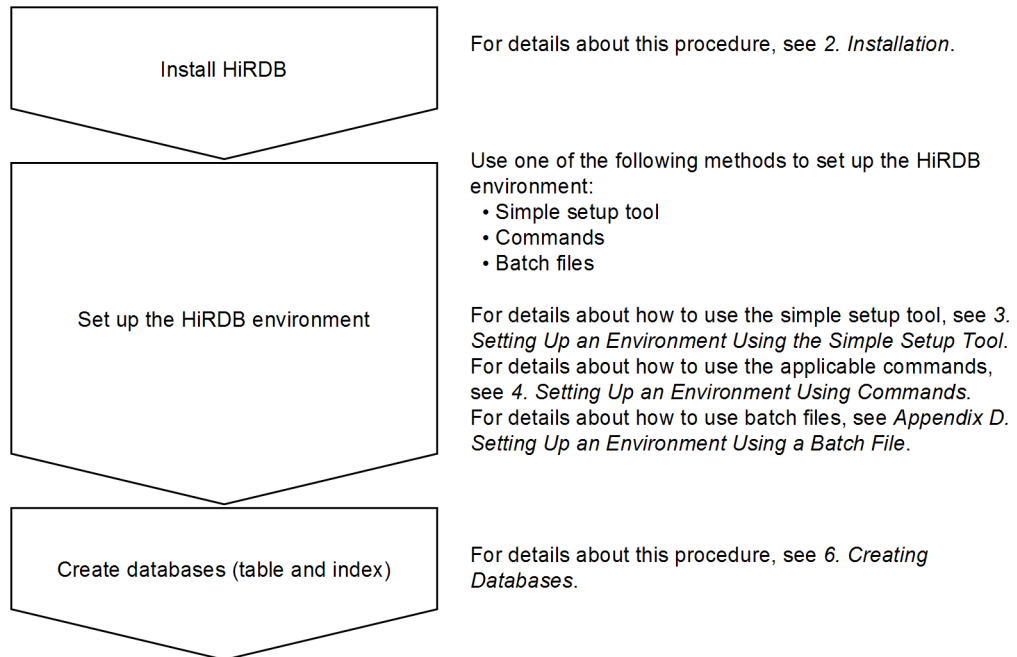 Install HiRDB
For details about this procedure, see 2. Installation.
Set up the HiRDB environment
Use one of the following methods to set up the HiRDB
environment:
• Simple setup tool
• Commands
• Batch files
For details about how to use the simple setup tool, see 3.
Setting Up an Environment Using the Simple Setup Tool.
For details about how to use the applicable commands,
see 4. Setting Up an Environment Using Commands.
For details about how to use batch files, see Appendix D.
Setting Up an Environment Using a Batch File.
Create databases (table and index)
For details about this procedure, see 6. Creating
Databases.